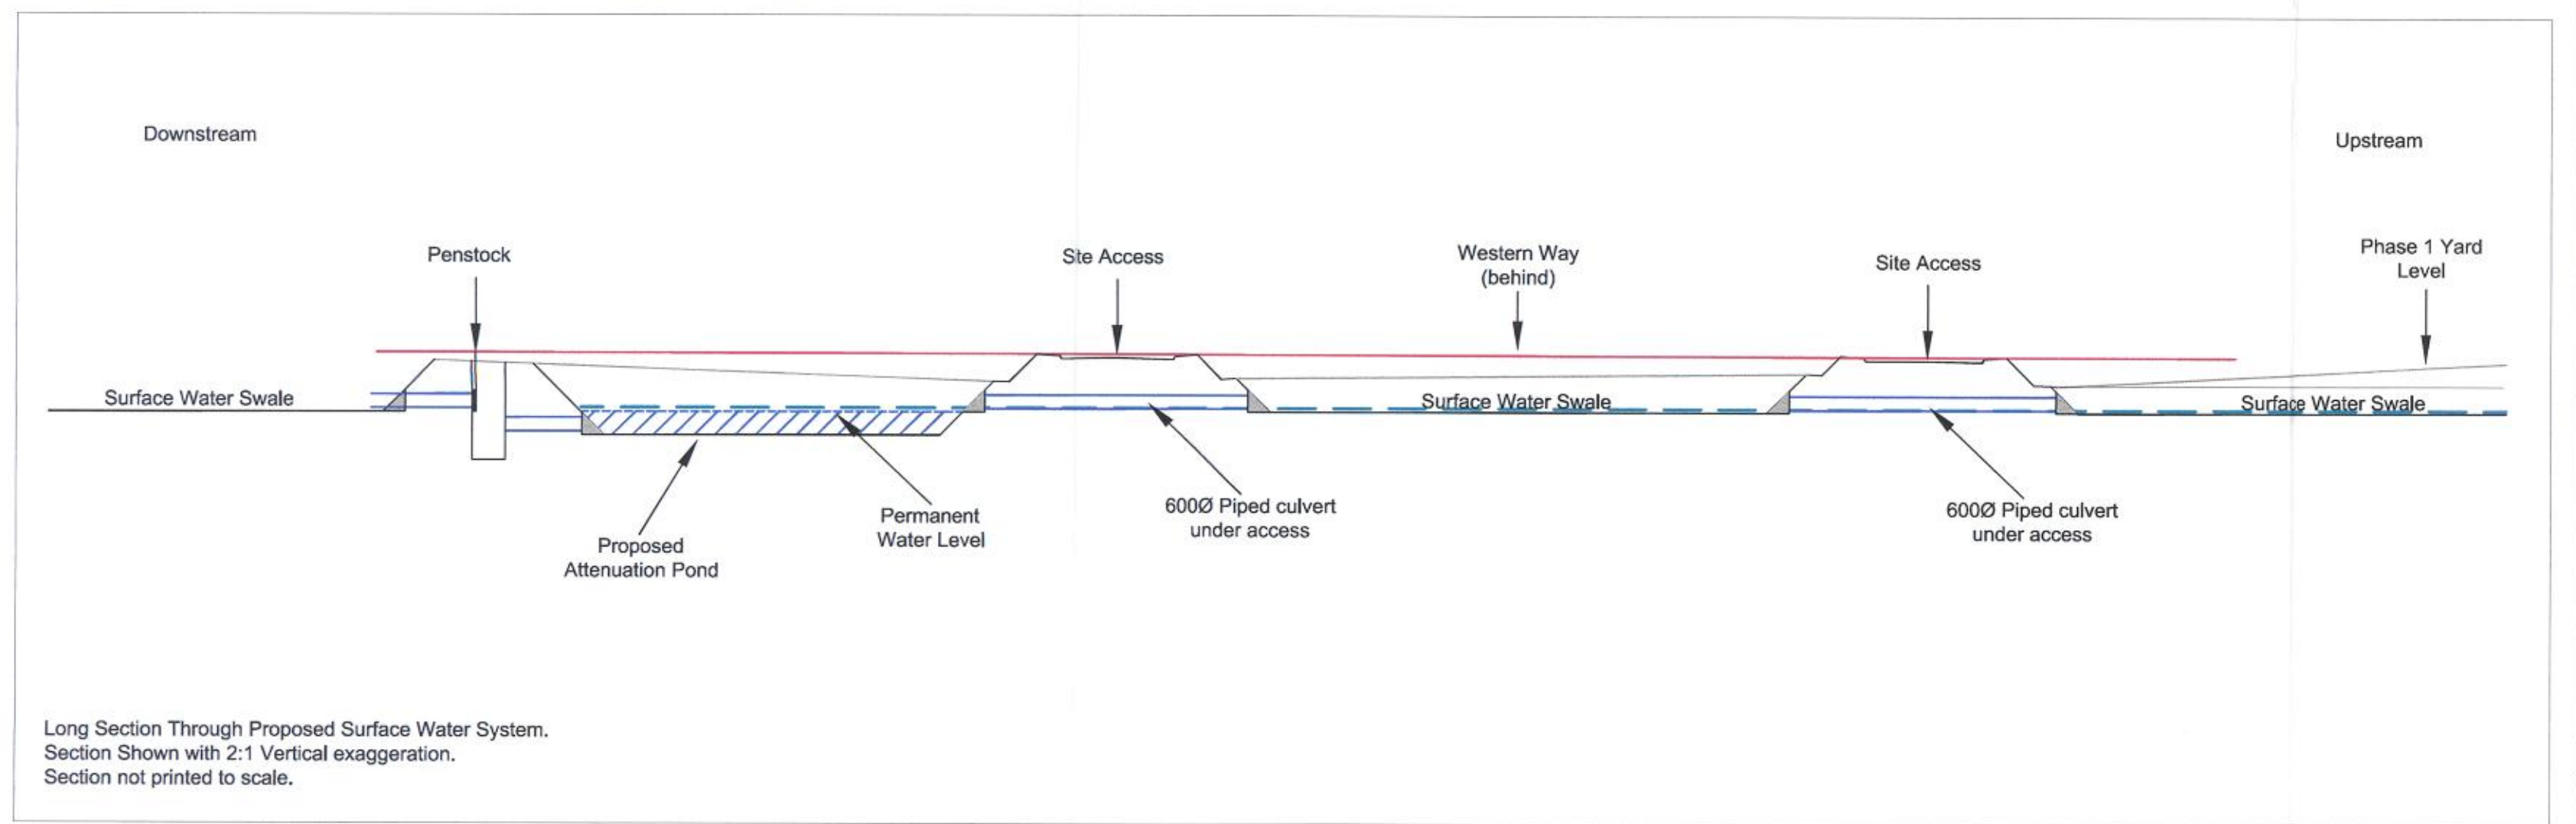 Downstream
Upstream
Penstock
Site Access
Western Way
(behind)
Site Access
Phase 1 Yard
Level
Surface Water Swale
Surface Water Swale
Surface Water Swale
Proposed
Attenuation Pond
Permanent
Water Level
600Ø Piped culvert
under access
600Ø Piped culvert
under access
Long Section Through Proposed Surface Water System.
Section Shown with 2:1 Vertical exaggeration.
Section not printed to scale.